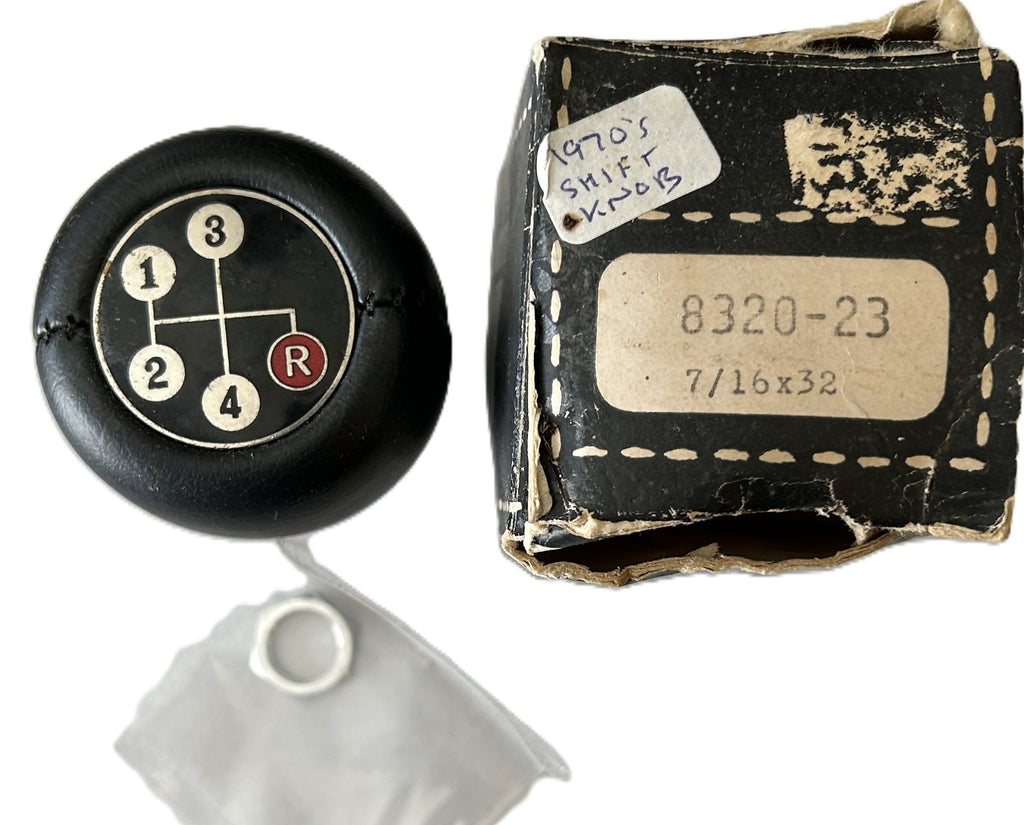 3
1
2
R
4
1970's
SHIFT
KNOB
8320-23
7/16x32